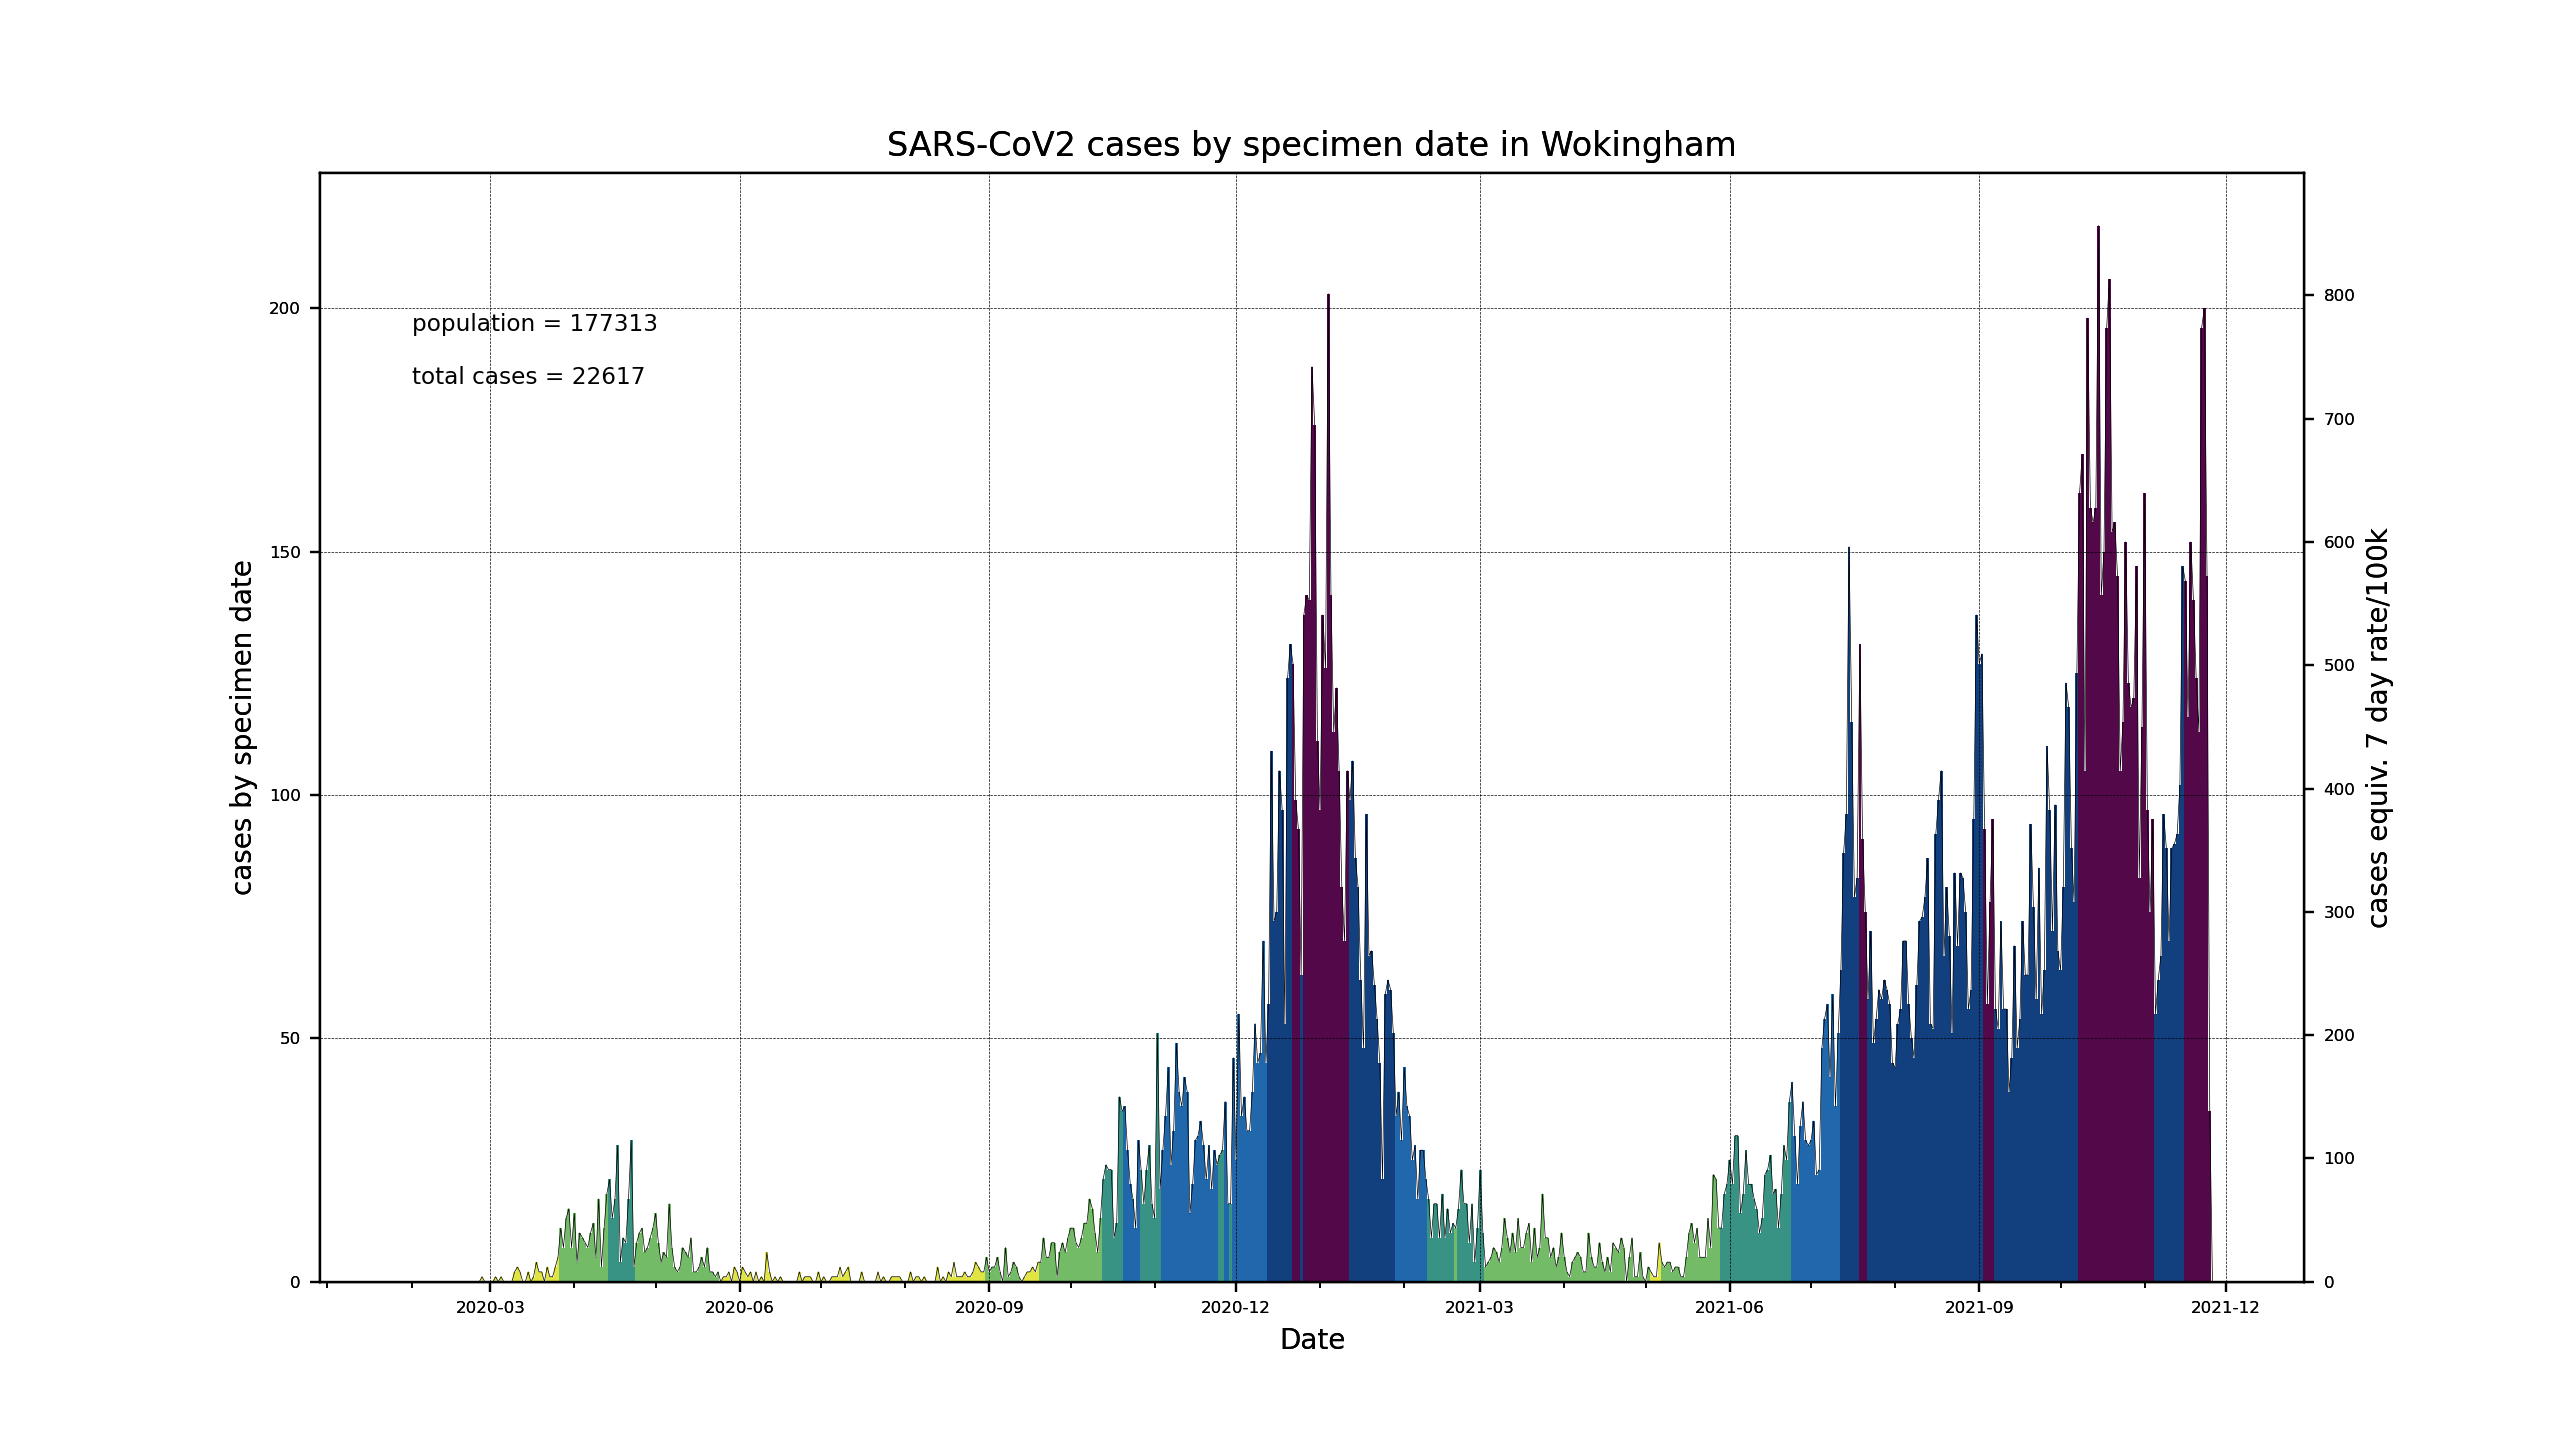 SARS-CoV2 cases by specimen date in Wokingham
population = 177313
total cases = 22617
cases by specimen date
200
150
100
50
0
800
700
600
500
400
300
200
100
0
cases equiv. 7 day rate/100k
2020-03 2020-06 2020-09 2020-12 2021-03 2021-06 2021-09 2021-12
Date